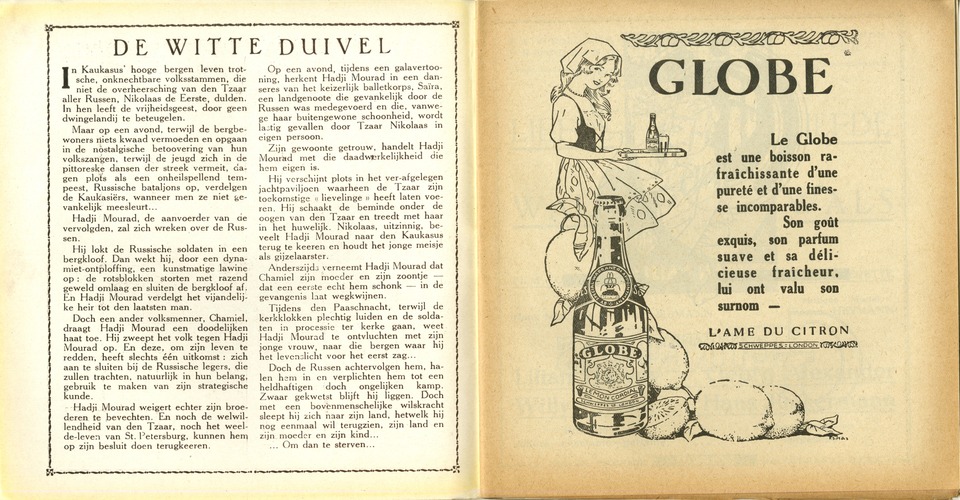 DE WITTE DUIVEL
In Kaukasus' hooge bergen leven trot-
sche, onknechtbare volksstammen, die
niet de overheersching van den Tzaar
aller Russen, Nikolaas de Eerste, dulden.
In hen leeft de vrijheidsgeest, door geen
dwingelandij te beteugelen.
Maar op een avond, terwijl de bergbe-
woners niets kwaad vermoeden en opgaan
in de nostalgische betoovering van hun
volkszangen, terwijl de jeugd zich in de
pittoreske dansen der streek vermeit, da-
gen plots als een onheilspellend tem-
peest, Russische bataljons op, verdelgen
de Kaukasiërs, wanneer men ze niet ge-
vankelijk meesleurt...
Hadji Mourad, de aanvoerder van de
vervolgden, zal zich wreken over de Rus-
sen.
Hij lokt de Russische soldaten in een
bergkloof. Dan wekt hij, door een dyna-
miet-ontploffing, een kunstmatige lawine
op : de rotsblokken storten met razend
geweld omlaag en sluiten de bergkloof af.
En Hadji Mourad verdelgt het vijandelij-
ke heir tot den laatsten man.
Doch een ander volksmenner, Chamiel,
draagt Hadji Mourad een doodelijken
haat toe. Hij zweept het volk tegen Hadji
Mourad op. En deze, om zijn leven te
redden, heeft slechts één uitkomst : zich
aan te sluiten bij de Russische legers, die
zullen trachten, natuurlijk in hun belang,
gebruik te maken van zijn strategische
kunde.
Hadji Mourad weigert echter zijn broe-
deren te bevechten. En noch de welwil-
lendheid van den Tzaar, noch het weel-
de-leven van St. Petersburg, kunnen hem
op zijn besluit doen terugkeeren.
Op een avond, tijdens een galavertoo-
ning, herkent Hadji Mourad in een dan-
seres van het keizerlijk balletkorps, Saïra,
een landgenoote die gevankelijk door de
Russen was medegevoerd en die, vanwe-
ge haar buitengewone schoonheid, wordt
lastig gevallen door Tzaar Nikolaas in
eigen persoon.
Zijn gewoonte getrouw, handelt Hadji
Mourad met die daadwerkelijkheid die
hem eigen is.
Hij verschijnt plots in het ver-afgelegen
jachtpaviljoen waarheen de Tzaar zijn
toekomstige « lievelinge » heeft laten voe-
ren. Hij schaakt de beminde onder de
oogen van den Tzaar en treedt met haar
in het huwelijk. Nikolaas, uitzinnig, be-
veelt Hadji Mourad naar den Kaukasus
terug te keeren en houdt het jonge meisje
als gijzelaarster.
Anderszijds verneemt Hadji Mourad dat
Chamiel zijn moeder en zijn zoontje —
dat een eerste echt hem schonk — in de
gevangenis laat wegkwijnen.
Tijdens den Paaschnacht, terwijl de
kerkklokken plechtig luiden en de solda-
ten in processie ter kerke gaan, weet
Hadji Mourad te ontvluchten met zijn
jonge vrouw, naar die bergen waar hij
het levenslicht voor het eerst zag...
Doch de Russen achtervolgen hem, ha-
len hem in en verplichten hem tot een
heldhaftigen doch ongelijken kamp.
Zwaar gekwetst blijft hij liggen. Doch
met een bovenmenschelijke wilskracht
sleept hij zich naar zijn land, hetwelk hij
nog eenmaal wil terugzien, zijn land en
zijn moeder en zijn kind...
... Om dan te sterven...
GLOBE
Le Globe
est une boisson ra-
fraîchissante d'une
pureté et d'une fines-
se incomparables.
Son goût
exquis, son parfum
suave et sa déli-
cieuse fraîcheur,
lui ont valu son
surnom —
L'AME DU CITRON
SCHWEPPES-LONDON
GLOBE
LEMON CORDIAL